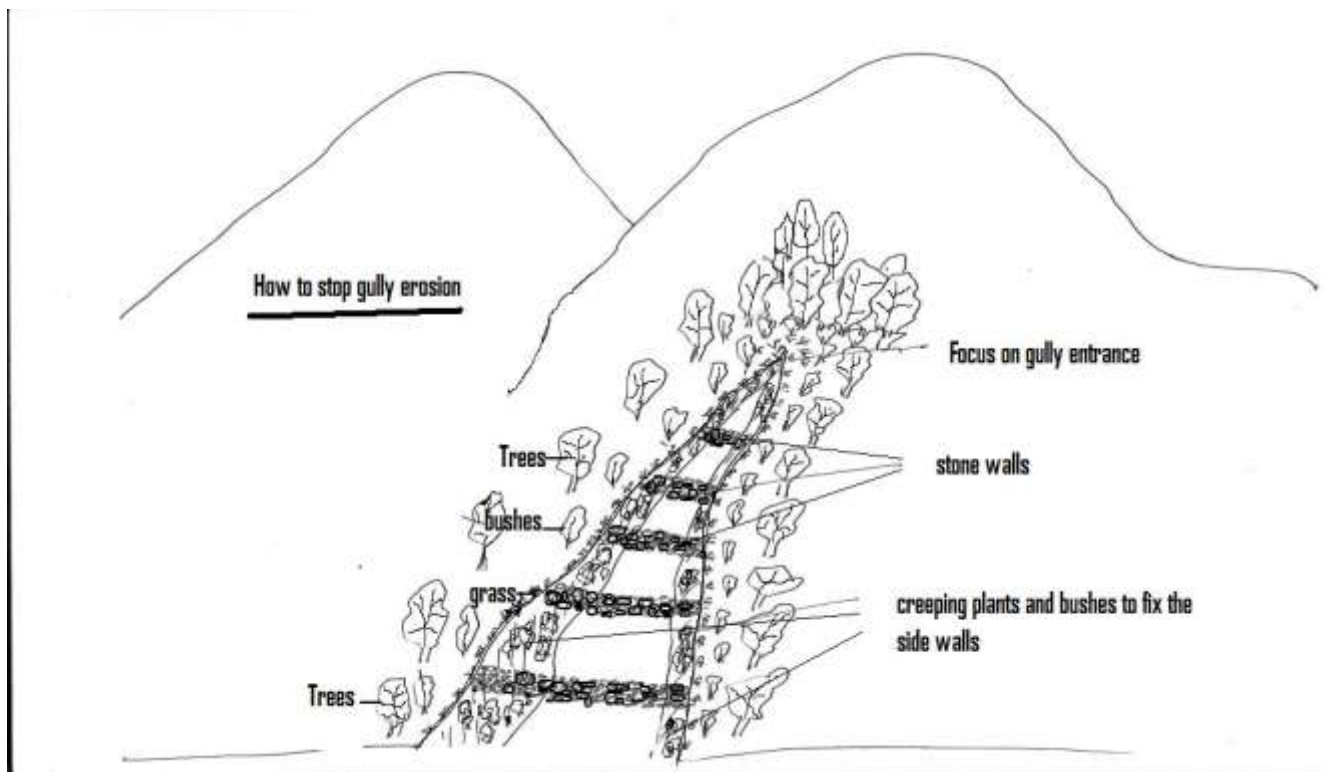 How to stop gully erosion
Focus on gully entrance
Trees
stone walls
bushes
grass
creeping plants and bushes to fix the
side walls
Trees